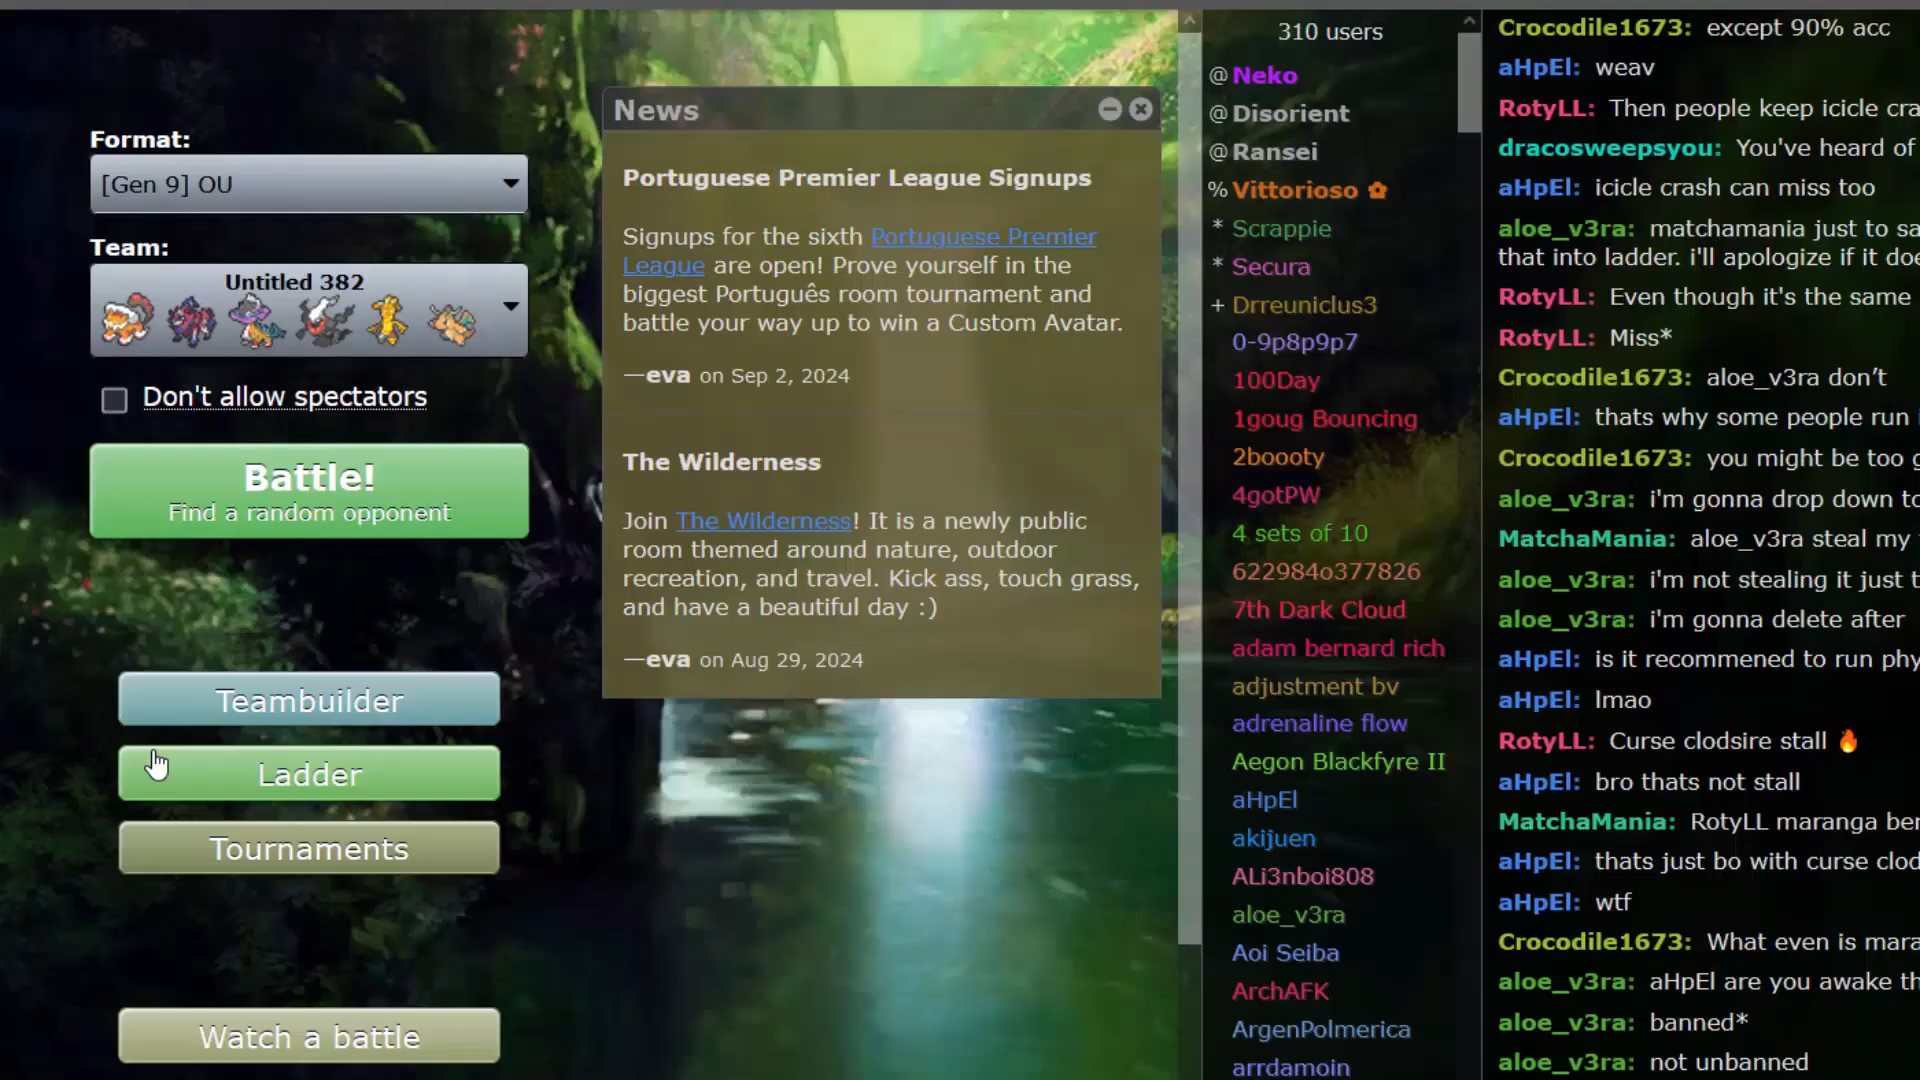 Format:
[Gen 9] OU
Team:
Untitled 382
Don't allow spectators
Battle!
Find a random opponent
Teambuilder
Ladder
Tournaments
Watch a battle
News
Portuguese Premier League Signups
Signups for the sixth Portuguese Premier
League are open! Prove yourself in the
biggest Português room tournament and
battle your way up to win a Custom Avatar.
—eva on Sep 2, 2024
The Wilderness
Join The Wilderness! It is a newly public
room themed around nature, outdoor
recreation, and travel. Kick ass, touch grass,
and have a beautiful day :)
—eva on Aug 29, 2024
310 users
@Neko
@Disorient
@Ransei
%Vittorioso ✿
*Scrappie
*Secura
+Drreuniclus3
0-9p8p9p7
100Day
1goug Bouncing
2boooty
4gotPW
4 sets of 10
622984o377826
7th Dark Cloud
adam bernard rich
adjustment bv
adrenaline flow
Aegon Blackfyre II
aHpEl
akijuen
ALi3nboi808
aloe_v3ra
Aoi Seiba
ArchAFK
ArgenPolmerica
arrdamoin
Crocodile1673: except 90% acc
aHpEl: weav
RotyLL: Then people keep icicle cra
dracosweepsyou: You've heard of
aHpEl: icicle crash can miss too
aloe_v3ra: matchamania just to sa
that into ladder. i'll apologize if it doe
RotyLL: Even though it's the same
RotyLL: Miss*
Crocodile1673: aloe_v3ra don’t
aHpEl: thats why some people run
Crocodile1673: you might be too g
aloe_v3ra: i'm gonna drop down to
MatchaMania: aloe_v3ra steal my
aloe_v3ra: i'm not stealing it just t
aloe_v3ra: i'm gonna delete after
aHpEl: is it recommened to run phy
aHpEl: lmao
RotyLL: Curse clodsire stall 🔥
aHpEl: bro thats not stall
MatchaMania: RotyLL maranga ber
aHpEl: thats just bo with curse clod
aHpEl: wtf
Crocodile1673: What even is mara
aloe_v3ra: aHpEl are you awake th
aloe_v3ra: banned*
aloe_v3ra: not unbanned